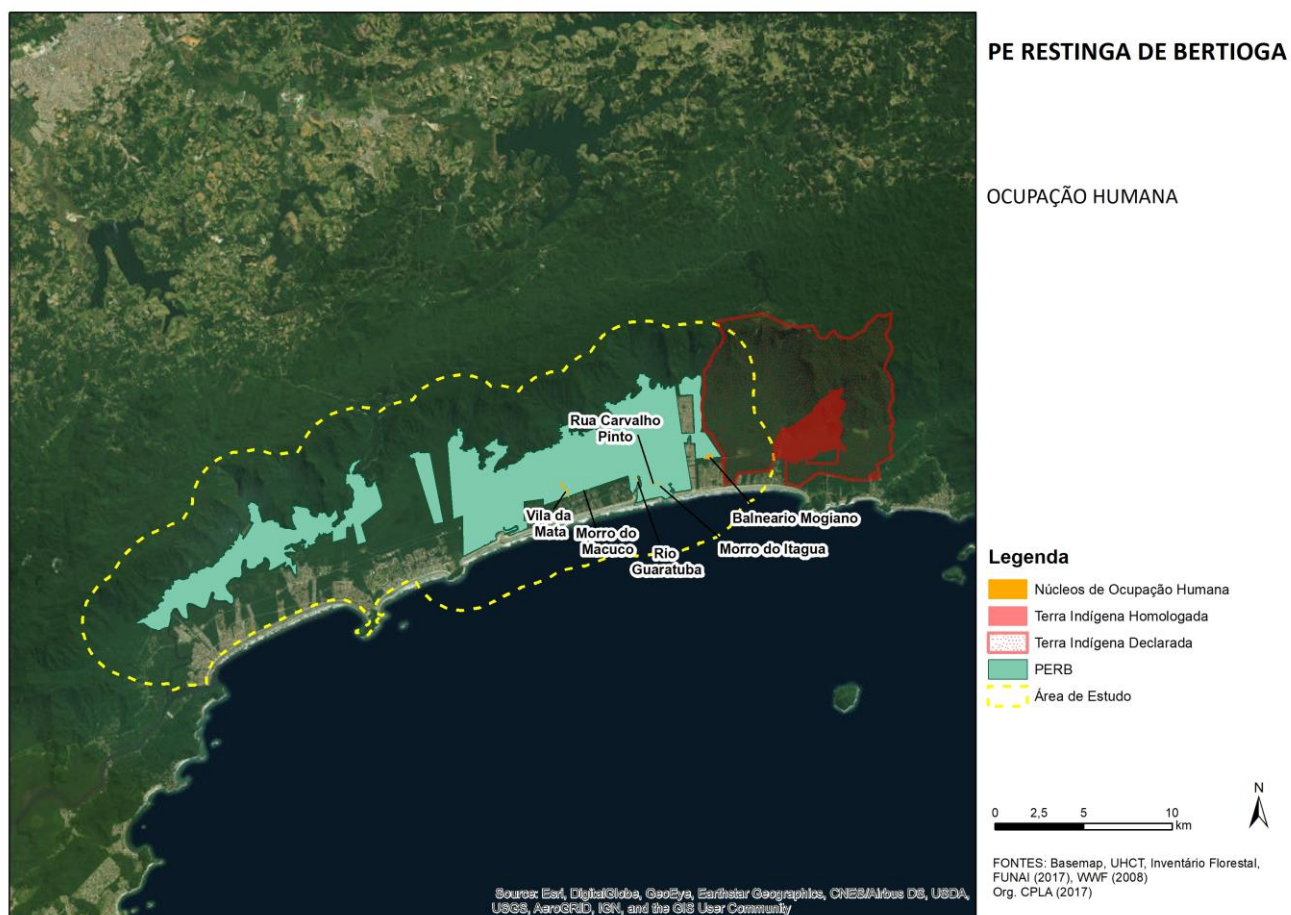 PE RESTINGA DE BERTIOGA
OCUPAÇÃO HUMANA
Rua Carvalho
Pinto
Vila da
Mata
Morro do
Macuco
Rio
Guaratuba
Balneario Mogiano
Morro do Itagua
Legenda
Núcleos de Ocupação Humana
Terra Indígena Homologada
Terra Indígena Declarada
PERB
Área de Estudo
N
0 2,5 5 10
km
FONTES: Basemap, UHCT, Inventário Florestal,
FUNAI (2017), WWF (2008)
Org. CPLA (2017)
Source: Esri, DigitalGlobe, GeoEye, Earthstar Geographics, CNES/Airbus DS, USDA,
USGS, AeroGRID, IGN, and the GIS User Community